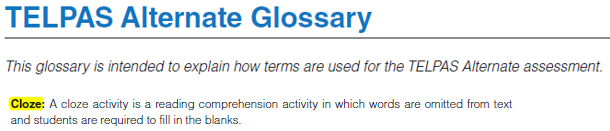 TELPAS Alternate Glossary
This glossary is intended to explain how terms are used for the TELPAS Alternate assessment.
Cloze: A cloze activity is a reading comprehension activity in which words are omitted from text
and students are required to fill in the blanks.